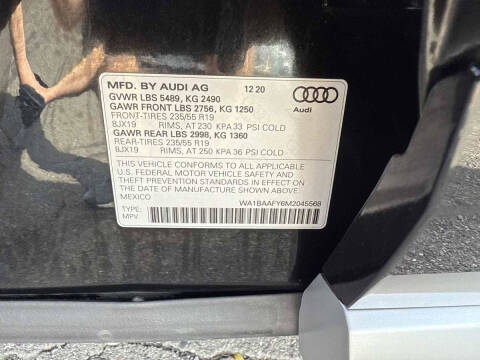 MFD. BY AUDI AG 12 20
GVWR LBS 5489, KG 2490
GAWR FRONT LBS 2756, KG 1250
FRONT-TIRES 235/55 R19
8JX19 RIMS, AT 230 KPA 33 PSI COLD
GAWR REAR LBS 2998, KG 1360
REAR-TIRES 235/55 R19
8JX19 RIMS, AT 250 KPA 36 PSI COLD
Audi
THIS VEHICLE CONFORMS TO ALL APPLICABLE
U.S. FEDERAL MOTOR VEHICLE SAFETY AND
THEFT PREVENTION STANDARDS IN EFFECT ON
THE DATE OF MANUFACTURE SHOWN ABOVE
MEXICO
WA1BAAFY6M2045568
TYPE:
MPV